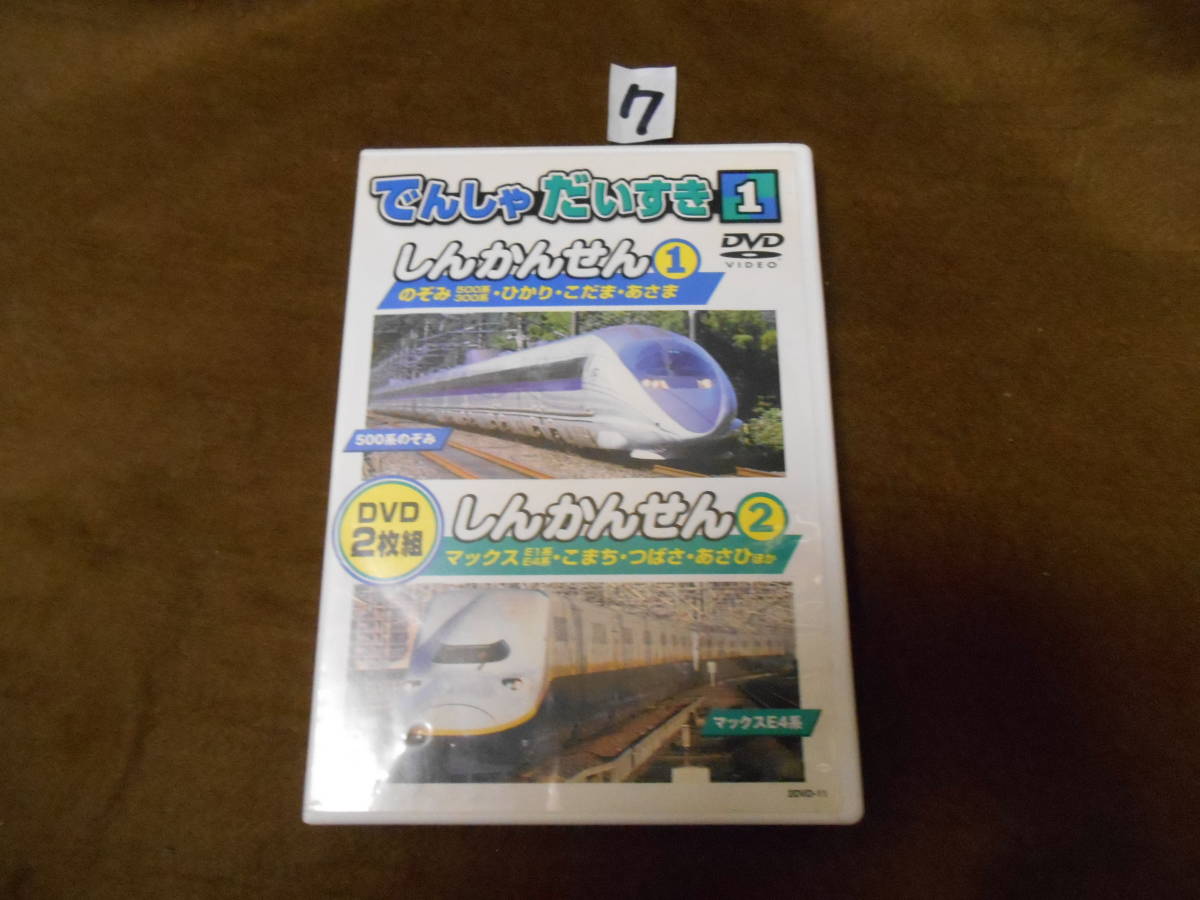 ク
でんしゃ だいすき 1
DVD
VIDEO
しんかんせん 1
のぞみ 500系 300系・ひかり・こだま・あさま
500系のぞみ
DVD
2枚組
しんかんせん 2
マックス E1系 E4系・こまち・つばさ・あさひ ほか
マックスE4系
2DVD-11